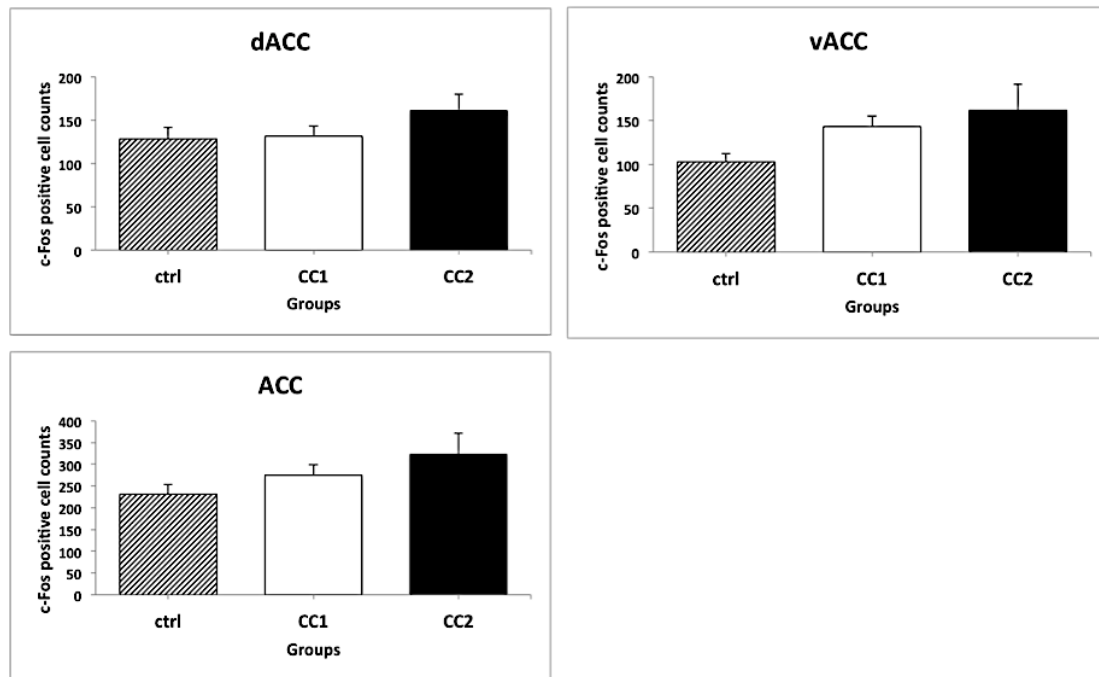 dACC
c-Fos positive cell counts
200
150
100
50
0
ctrl CC1 CC2
Groups
vACC
c-Fos positive cell counts
200
150
100
50
0
ctrl CC1 CC2
Groups
ACC
c-Fos positive cell counts
400
350
300
250
200
150
100
50
0
ctrl CC1 CC2
Groups